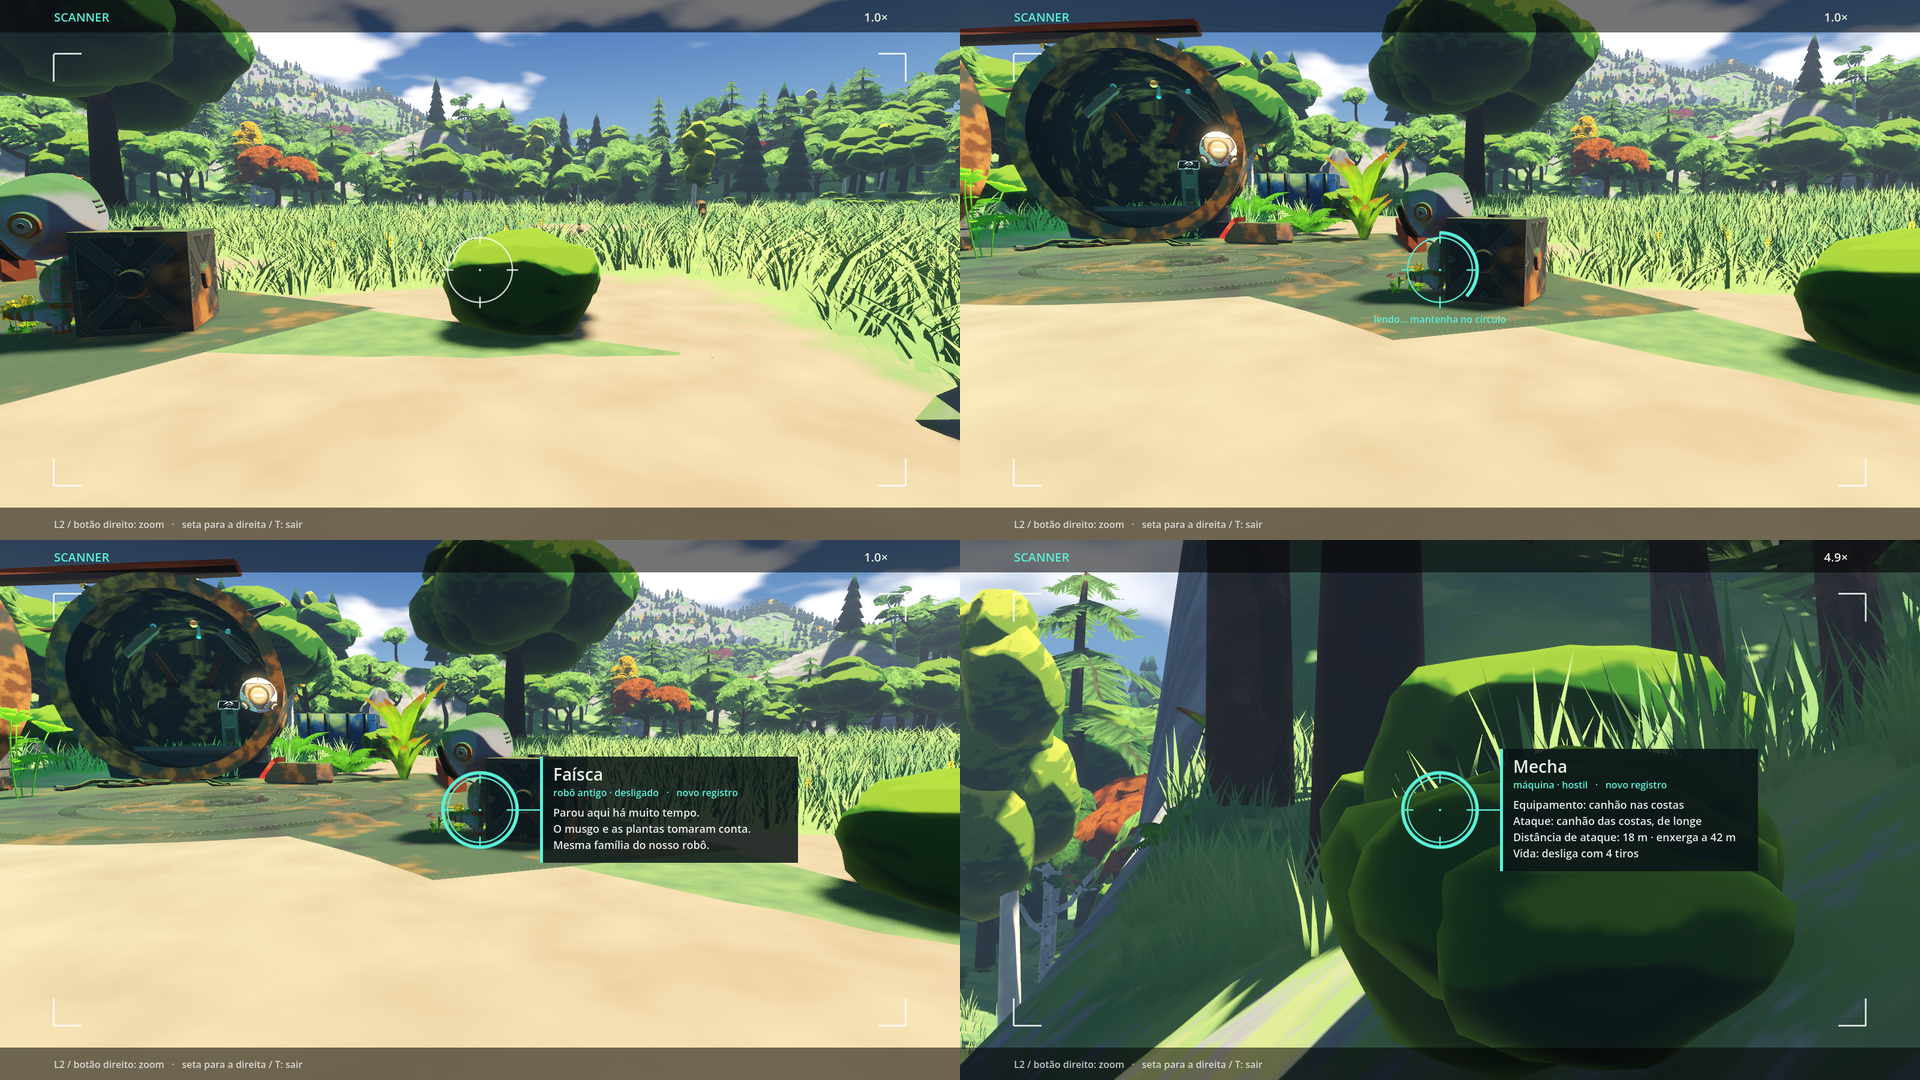 SCANNER
1.0×
L2 / botão direito: zoom · seta para a direita / T: sair
SCANNER
1.0×
lendo... mantenha no círculo
L2 / botão direito: zoom · seta para a direita / T: sair
SCANNER
1.0×
Faísca
robô antigo · desligado · novo registro
Parou aqui há muito tempo.
O musgo e as plantas tomaram conta.
Mesma família do nosso robô.
L2 / botão direito: zoom · seta para a direita / T: sair
SCANNER
4.9×
Mecha
máquina · hostil · novo registro
Equipamento: canhão nas costas
Ataque: canhão das costas, de longe
Distância de ataque: 18 m · enxerga a 42 m
Vida: desliga com 4 tiros
L2 / botão direito: zoom · seta para a direita / T: sair